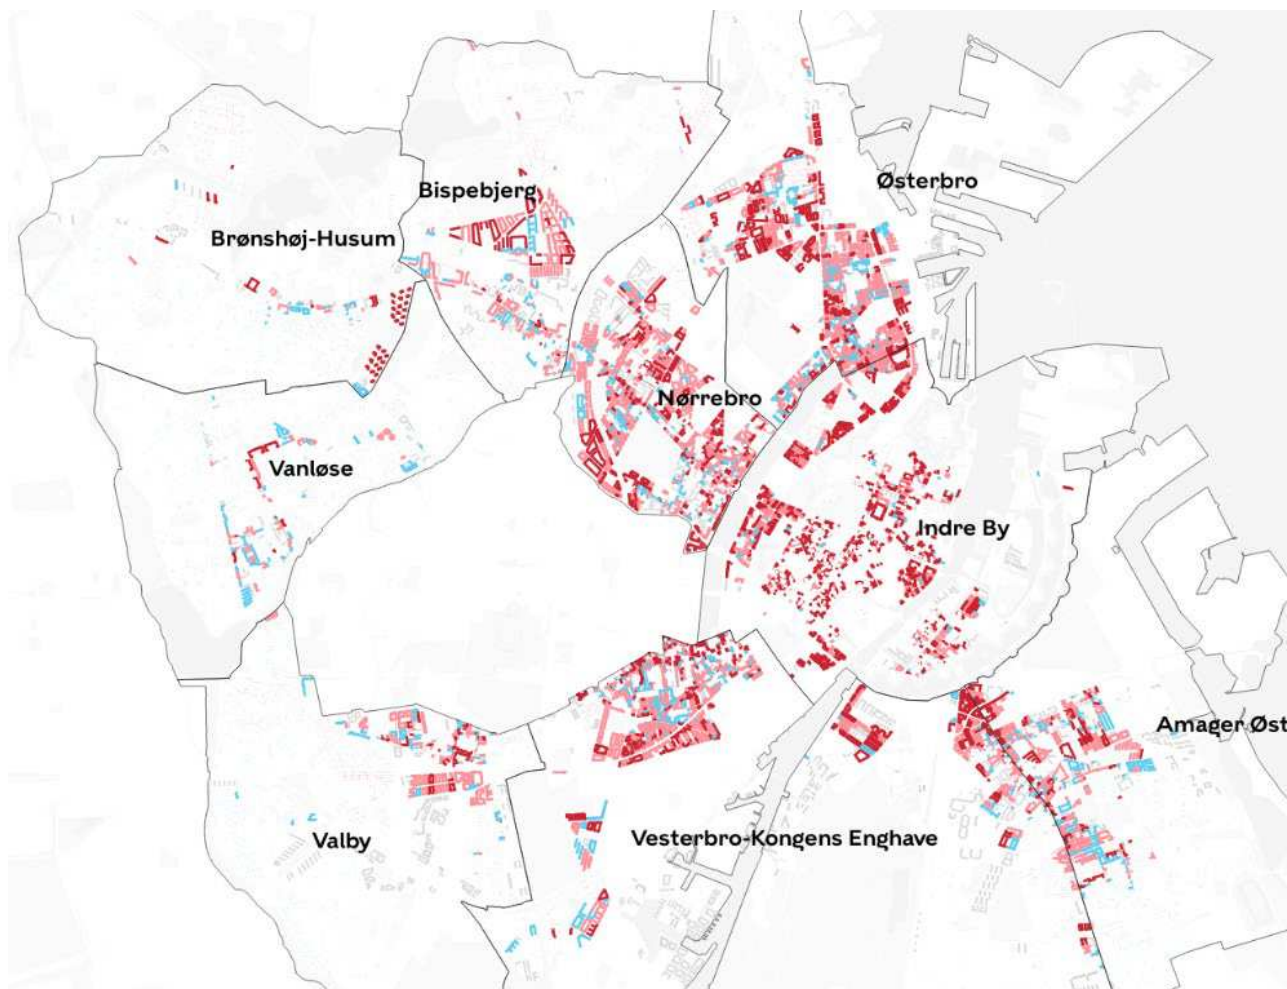 Østerbro
Bispebjerg
Brønshøj-Husum
Nørrebro
Vanløse
Indre By
Amager Øst
Valby
Vesterbro-Kongens Enghave